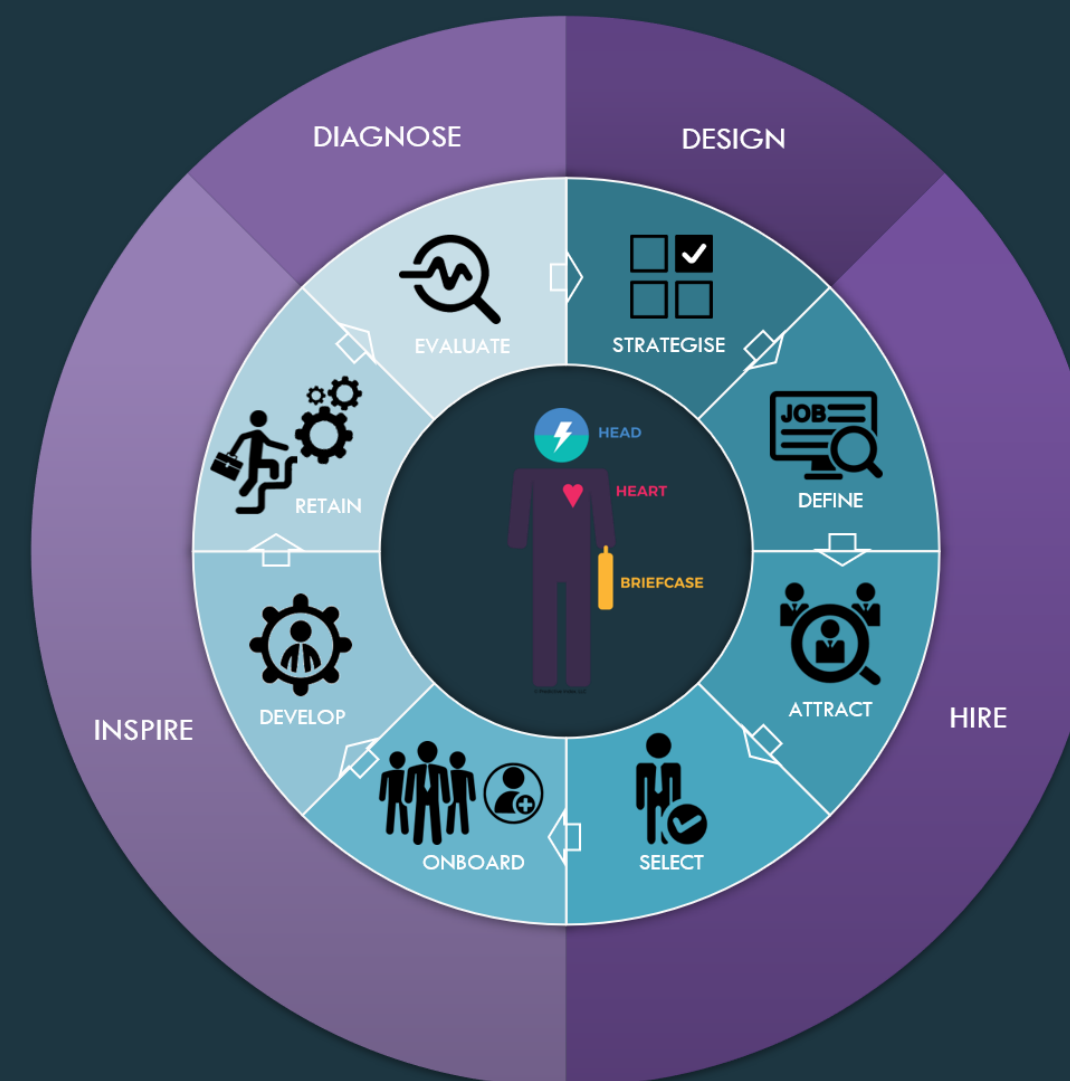 DIAGNOSE
DESIGN
EVALUATE
STRATEGISE
JOB
DEFINE
RETAIN
HEAD
HEART
BRIEFCASE
INSPIRE
DEVELOP
ATTRACT
HIRE
ONBOARD
SELECT